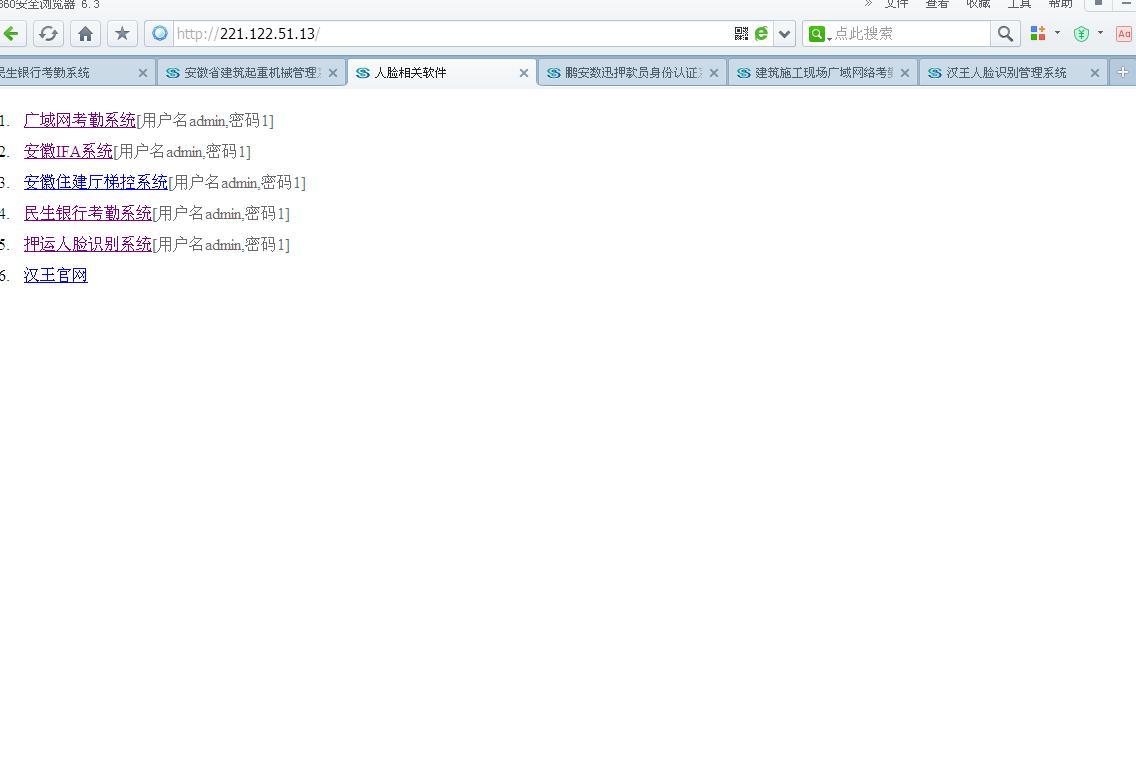 360安全浏览器 6.3
» 文件 查看 收藏 工具 帮助
http://221.122.51.13/ 点此搜索
民生银行考勤系统 安徽省建筑起重机械管理 人脸相关软件 鹏安数迅押款员身份认证 建筑施工现场广域网络考勤 汉王人脸识别管理系统
1. 广域网考勤系统[用户名admin,密码1]
2. 安徽IFA系统[用户名admin,密码1]
3. 安徽住建厅梯控系统[用户名admin,密码1]
4. 民生银行考勤系统[用户名admin,密码1]
5. 押运人脸识别系统[用户名admin,密码1]
6. 汉王官网